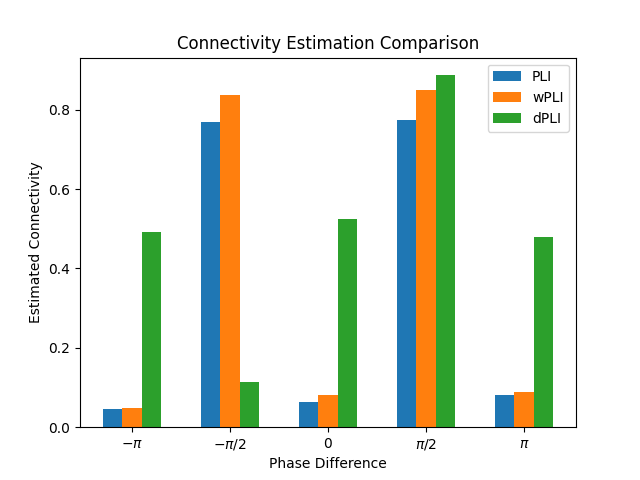 Connectivity Estimation Comparison
PLI
wPLI
dPLI
Estimated Connectivity
0.8
0.6
0.4
0.2
0.0
−π
−π/2
0
π/2
π
Phase Difference